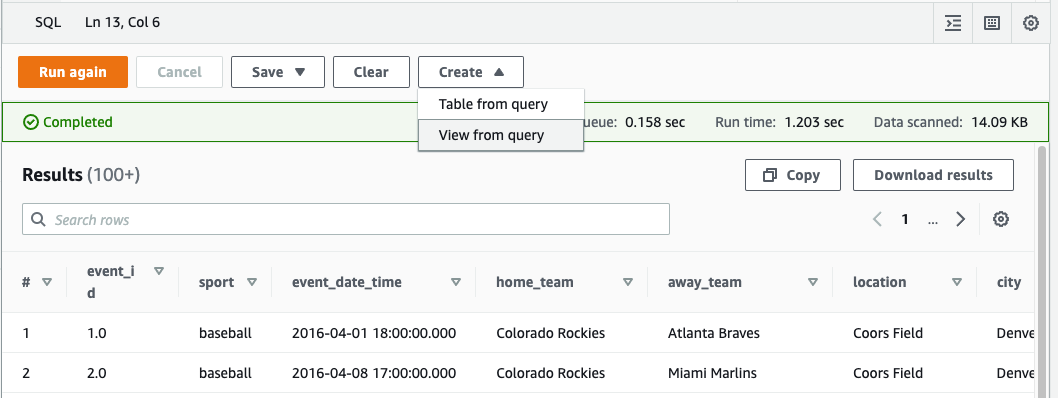 SQL Ln 13, Col 6
Run again Cancel Save Clear Create
Table from query
Completed ueue: 0.158 sec Run time: 1.203 sec Data scanned: 14.09 KB
View from query
Results (100+) Copy Download results
Search rows 1 ...
# event_id sport event_date_time home_team away_team location city
1 1.0 baseball 2016-04-01 18:00:00.000 Colorado Rockies Atlanta Braves Coors Field Denve
2 2.0 baseball 2016-04-08 17:00:00.000 Colorado Rockies Miami Marlins Coors Field Denve